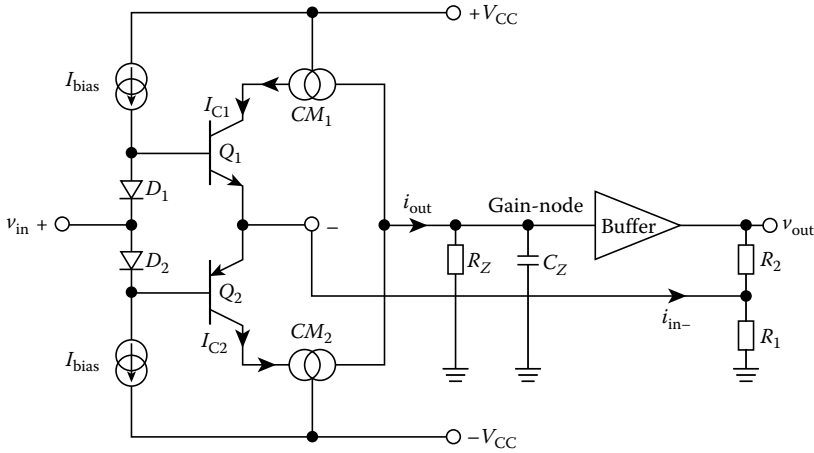 +V_CC
I_bias
I_C1
CM_1
Q_1
D_1
v_in +
−
i_out
Gain-node
Buffer
v_out
D_2
R_Z
C_Z
R_2
Q_2
I_C2
CM_2
i_in−
I_bias
R_1
−V_CC